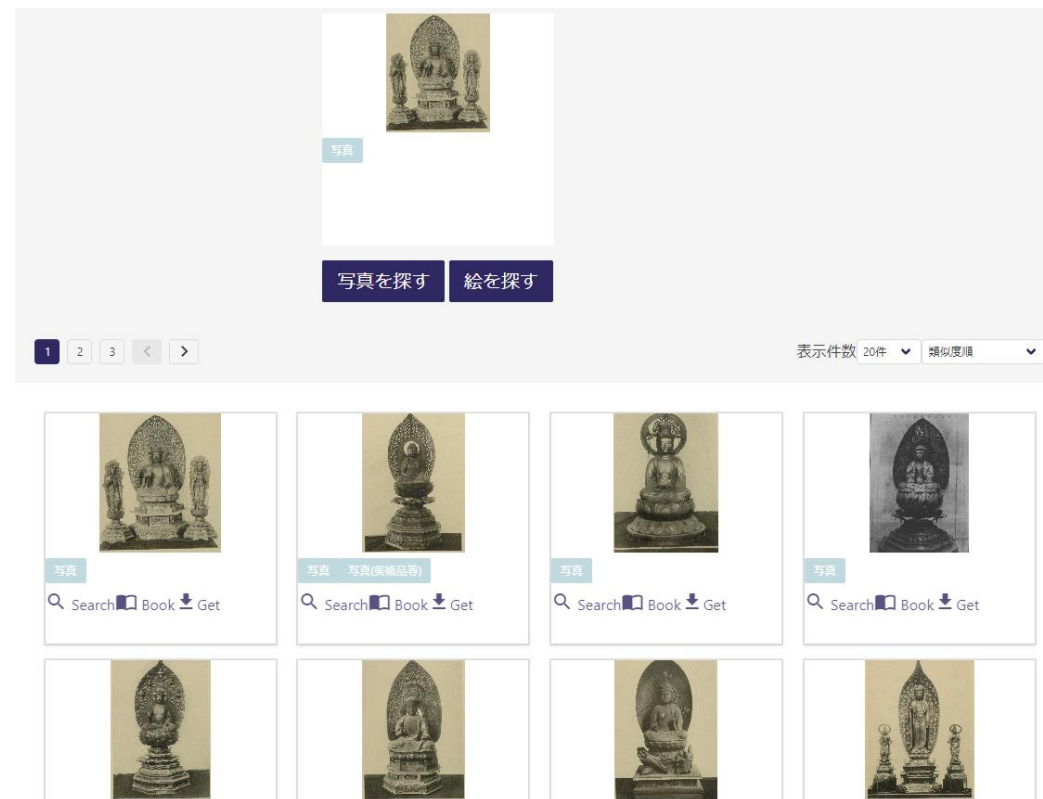 写真
写真を探す 絵を探す
1 2 3 < >
表示件数 20件 類似度順
写真
写真 写真(美術品等)
写真
写真
Search Book Get
Search Book Get
Search Book Get
Search Book Get